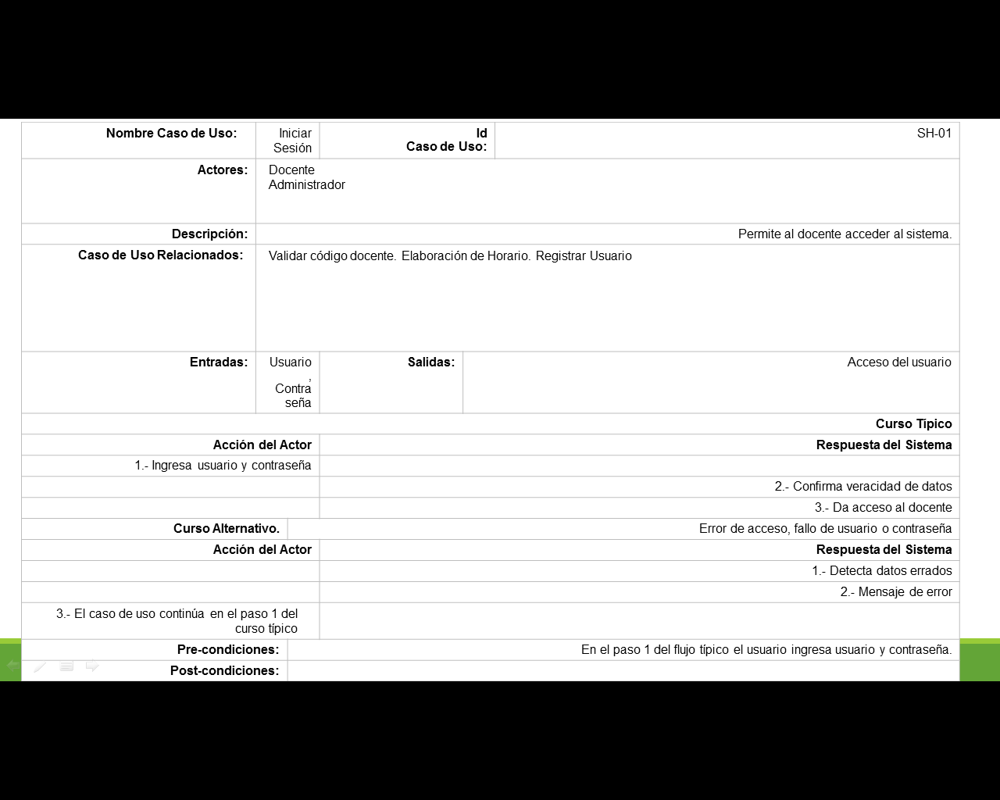 Nombre Caso de Uso:
Iniciar
Sesión
Id
Caso de Uso:
SH-01
Actores:
Docente
Administrador
Descripción:
Permite al docente acceder al sistema.
Caso de Uso Relacionados:
Validar código docente. Elaboración de Horario. Registrar Usuario
Entradas:
Usuario
,
Contra
seña
Salidas:
Acceso del usuario
Curso Típico
Acción del Actor
Respuesta del Sistema
1.- Ingresa usuario y contraseña
2.- Confirma veracidad de datos
3.- Da acceso al docente
Curso Alternativo.
Error de acceso, fallo de usuario o contraseña
Acción del Actor
Respuesta del Sistema
1.- Detecta datos errados
2.- Mensaje de error
3.- El caso de uso continúa en el paso 1 del
curso típico
Pre-condiciones:
En el paso 1 del flujo típico el usuario ingresa usuario y contraseña.
Post-condiciones: